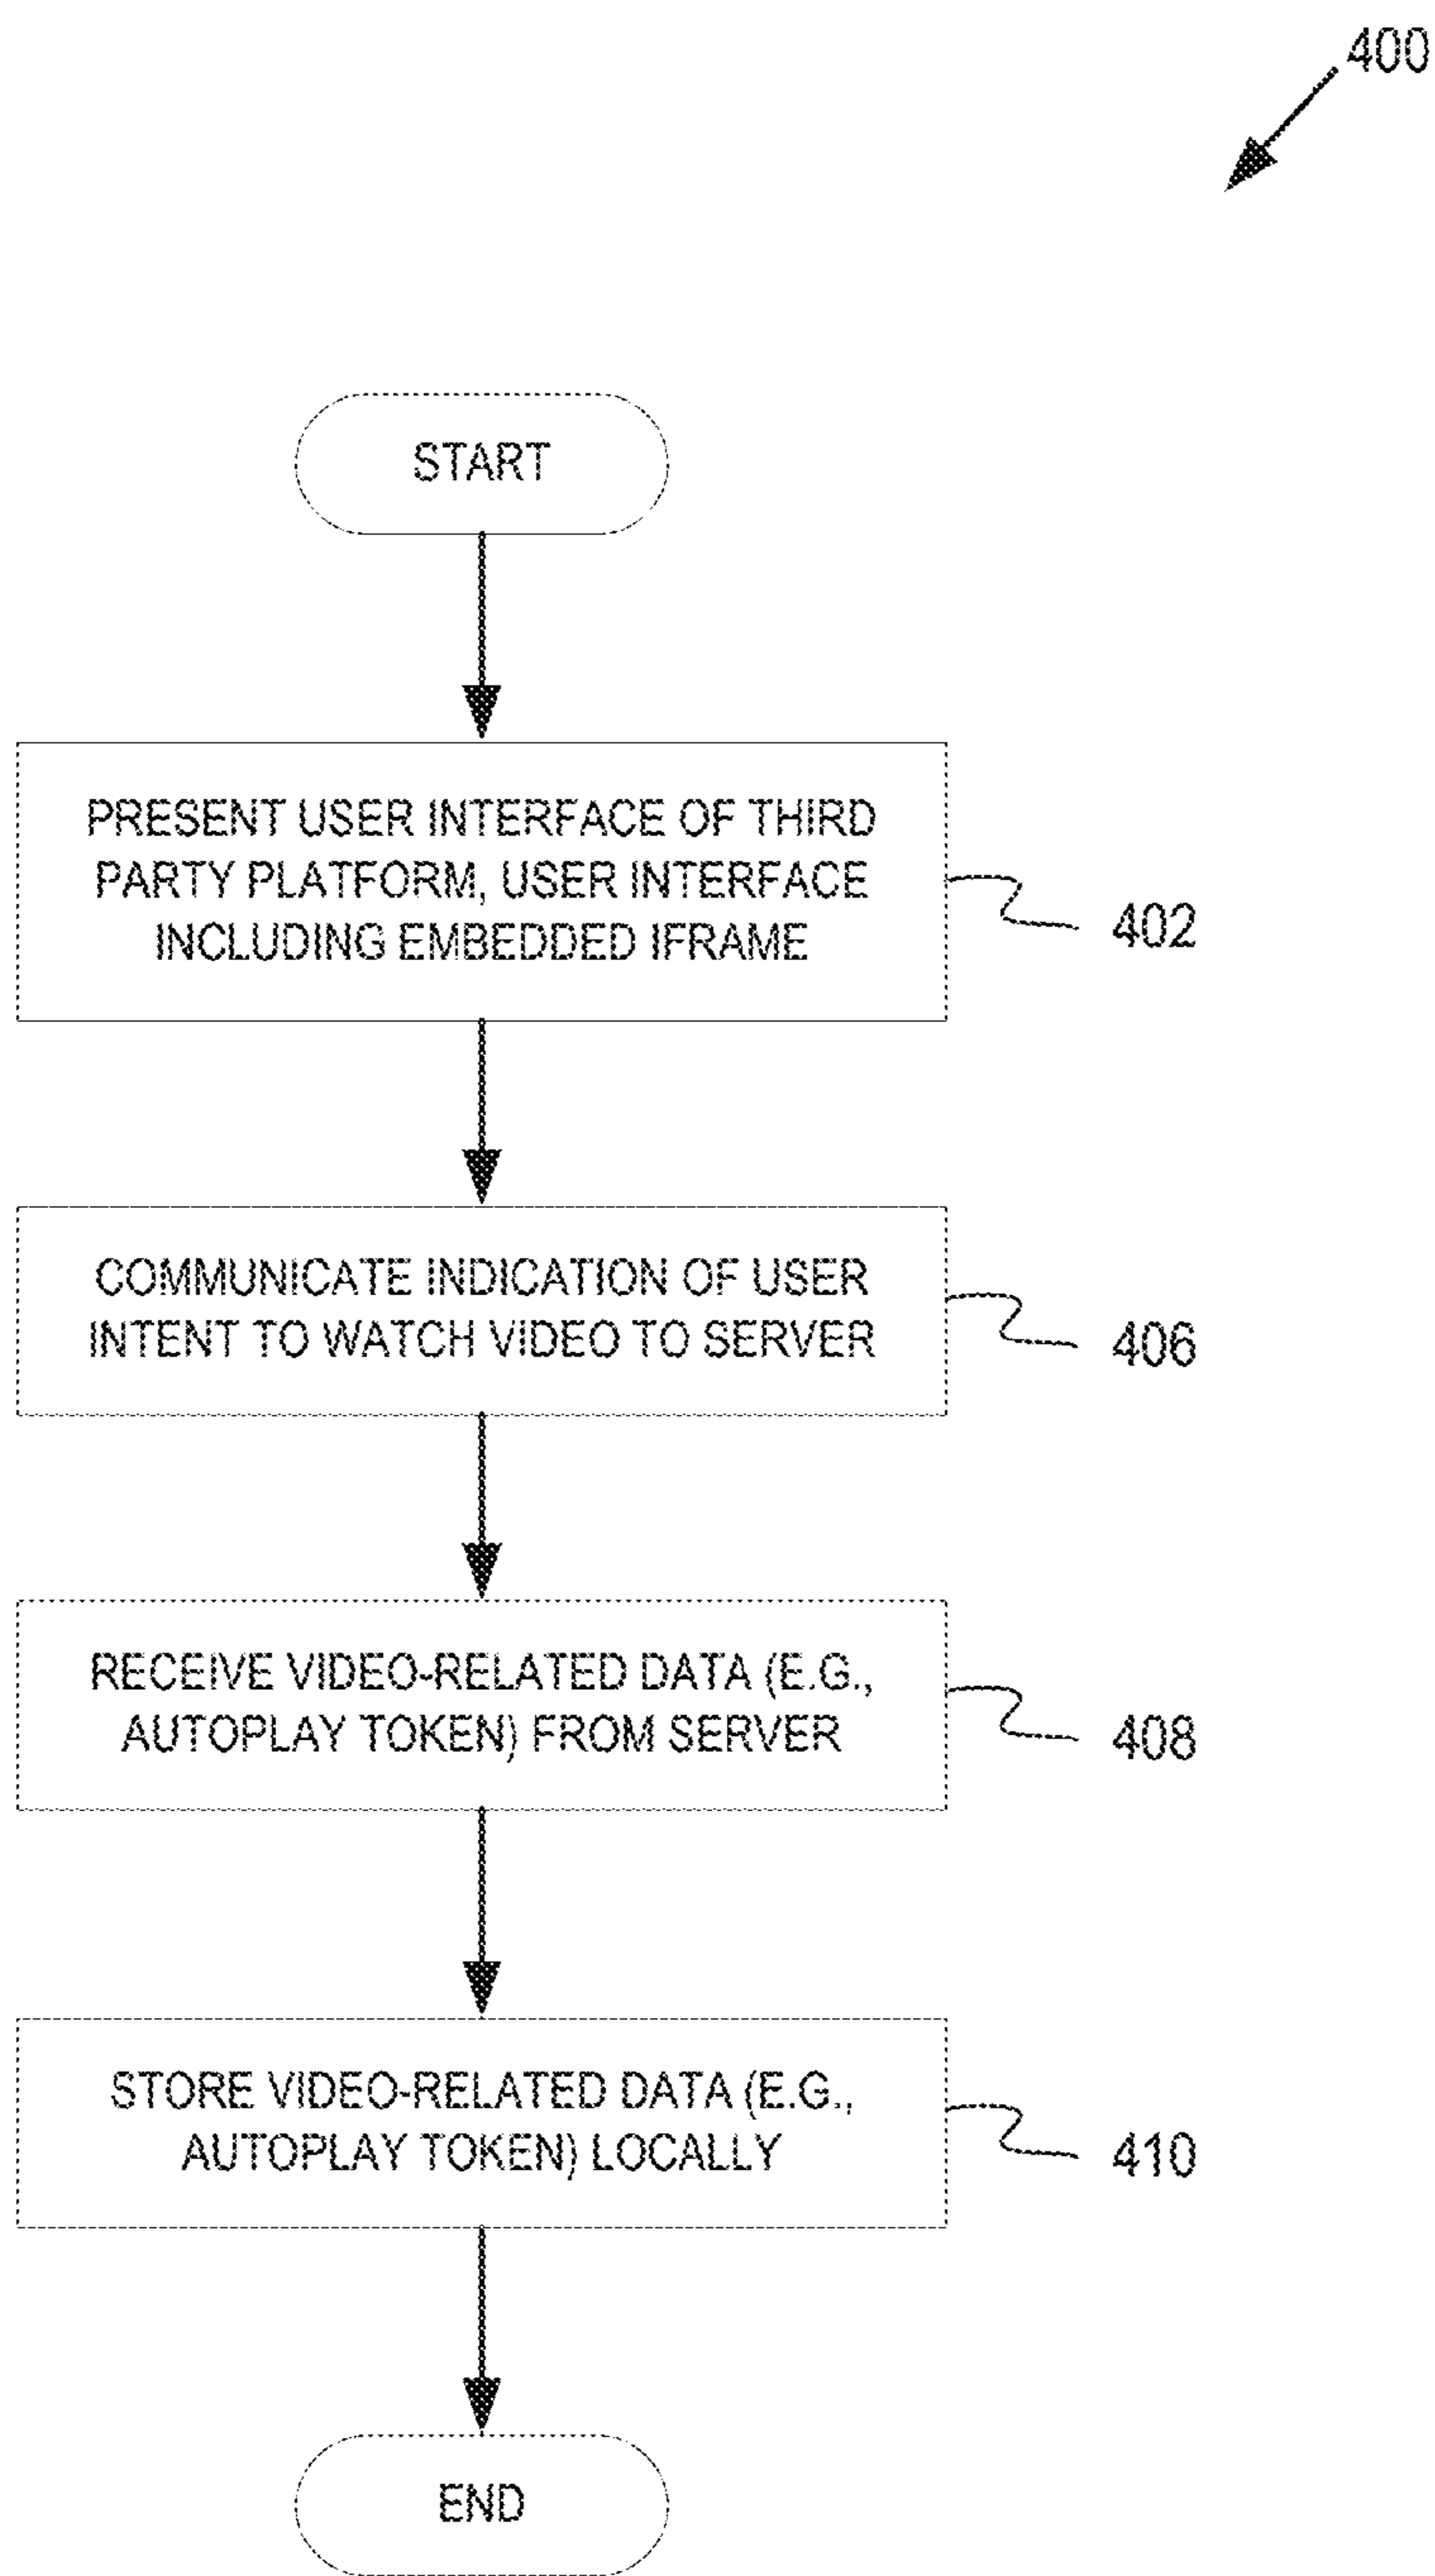 400
START
PRESENT USER INTERFACE OF THIRD
PARTY PLATFORM, USER INTERFACE
INCLUDING EMBEDDED IFRAME
402
COMMUNICATE INDICATION OF USER
INTENT TO WATCH VIDEO TO SERVER
406
RECEIVE VIDEO-RELATED DATA (E.G.,
AUTOPLAY TOKEN) FROM SERVER
408
STORE VIDEO-RELATED DATA (E.G.,
AUTOPLAY TOKEN) LOCALLY
410
END